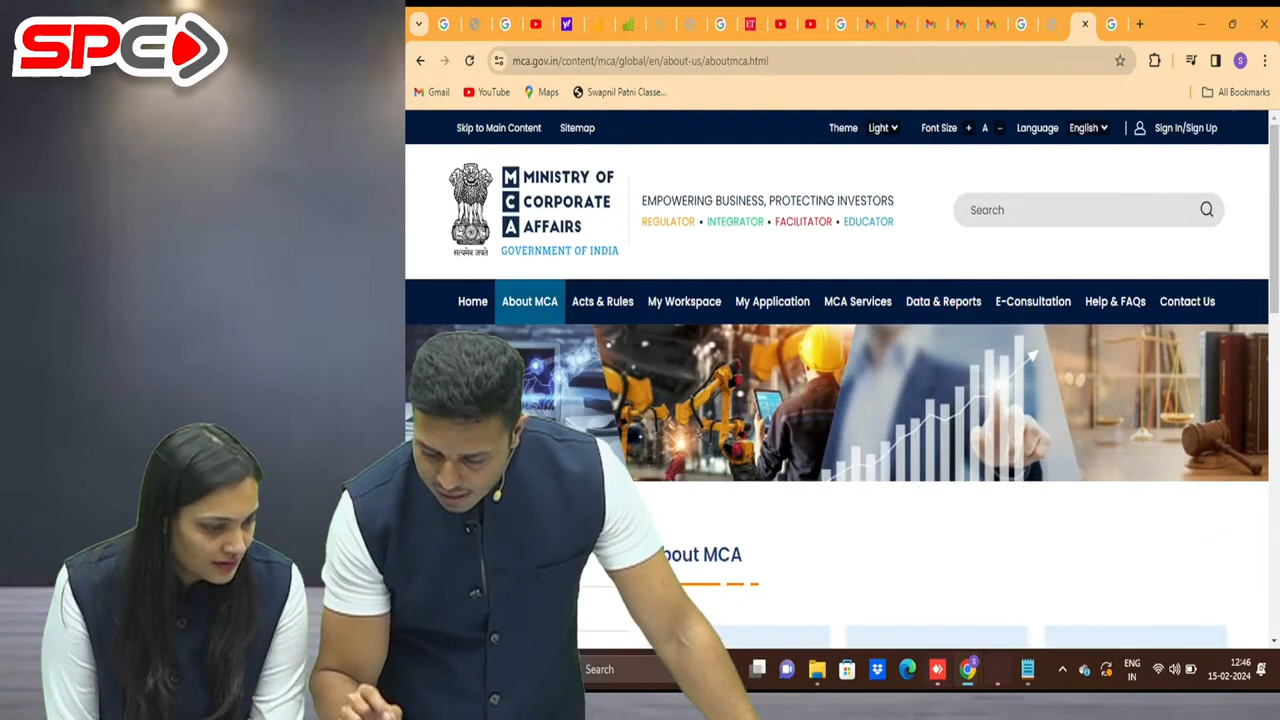 SPC
mca.gov.in/content/mca/global/en/about-us/aboutmca.html
Gmail YouTube Maps Swapnil Patni Classe... All Bookmarks
Skip to Main Content Sitemap Theme Light Font Size + A - Language English Sign In/Sign Up
MINISTRY OF
CORPORATE
AFFAIRS
GOVERNMENT OF INDIA
सत्यमेव जयते
EMPOWERING BUSINESS, PROTECTING INVESTORS
REGULATOR • INTEGRATOR • FACILITATOR • EDUCATOR
Search
Home About MCA Acts & Rules My Workspace My Application MCA Services Data & Reports E-Consultation Help & FAQs Contact Us
bout MCA
Search
ENG
IN
12:46
15-02-2024